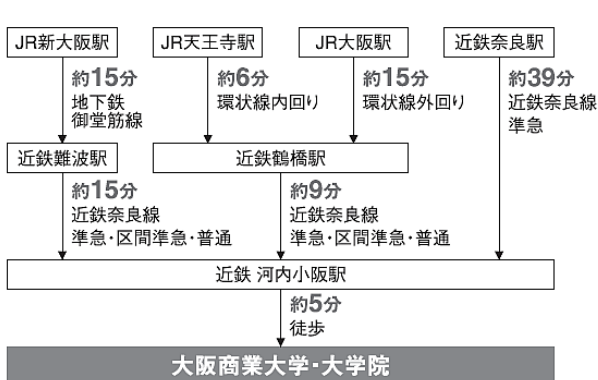 JR新大阪駅
JR天王寺駅
JR大阪駅
近鉄奈良駅
約15分
地下鉄
御堂筋線
約6分
環状線内回り
約15分
環状線外回り
約39分
近鉄奈良線
準急
近鉄難波駅
近鉄鶴橋駅
約15分
近鉄奈良線
準急・区間準急・普通
約9分
近鉄奈良線
準急・区間準急・普通
近鉄 河内小阪駅
約5分
徒歩
大阪商業大学・大学院